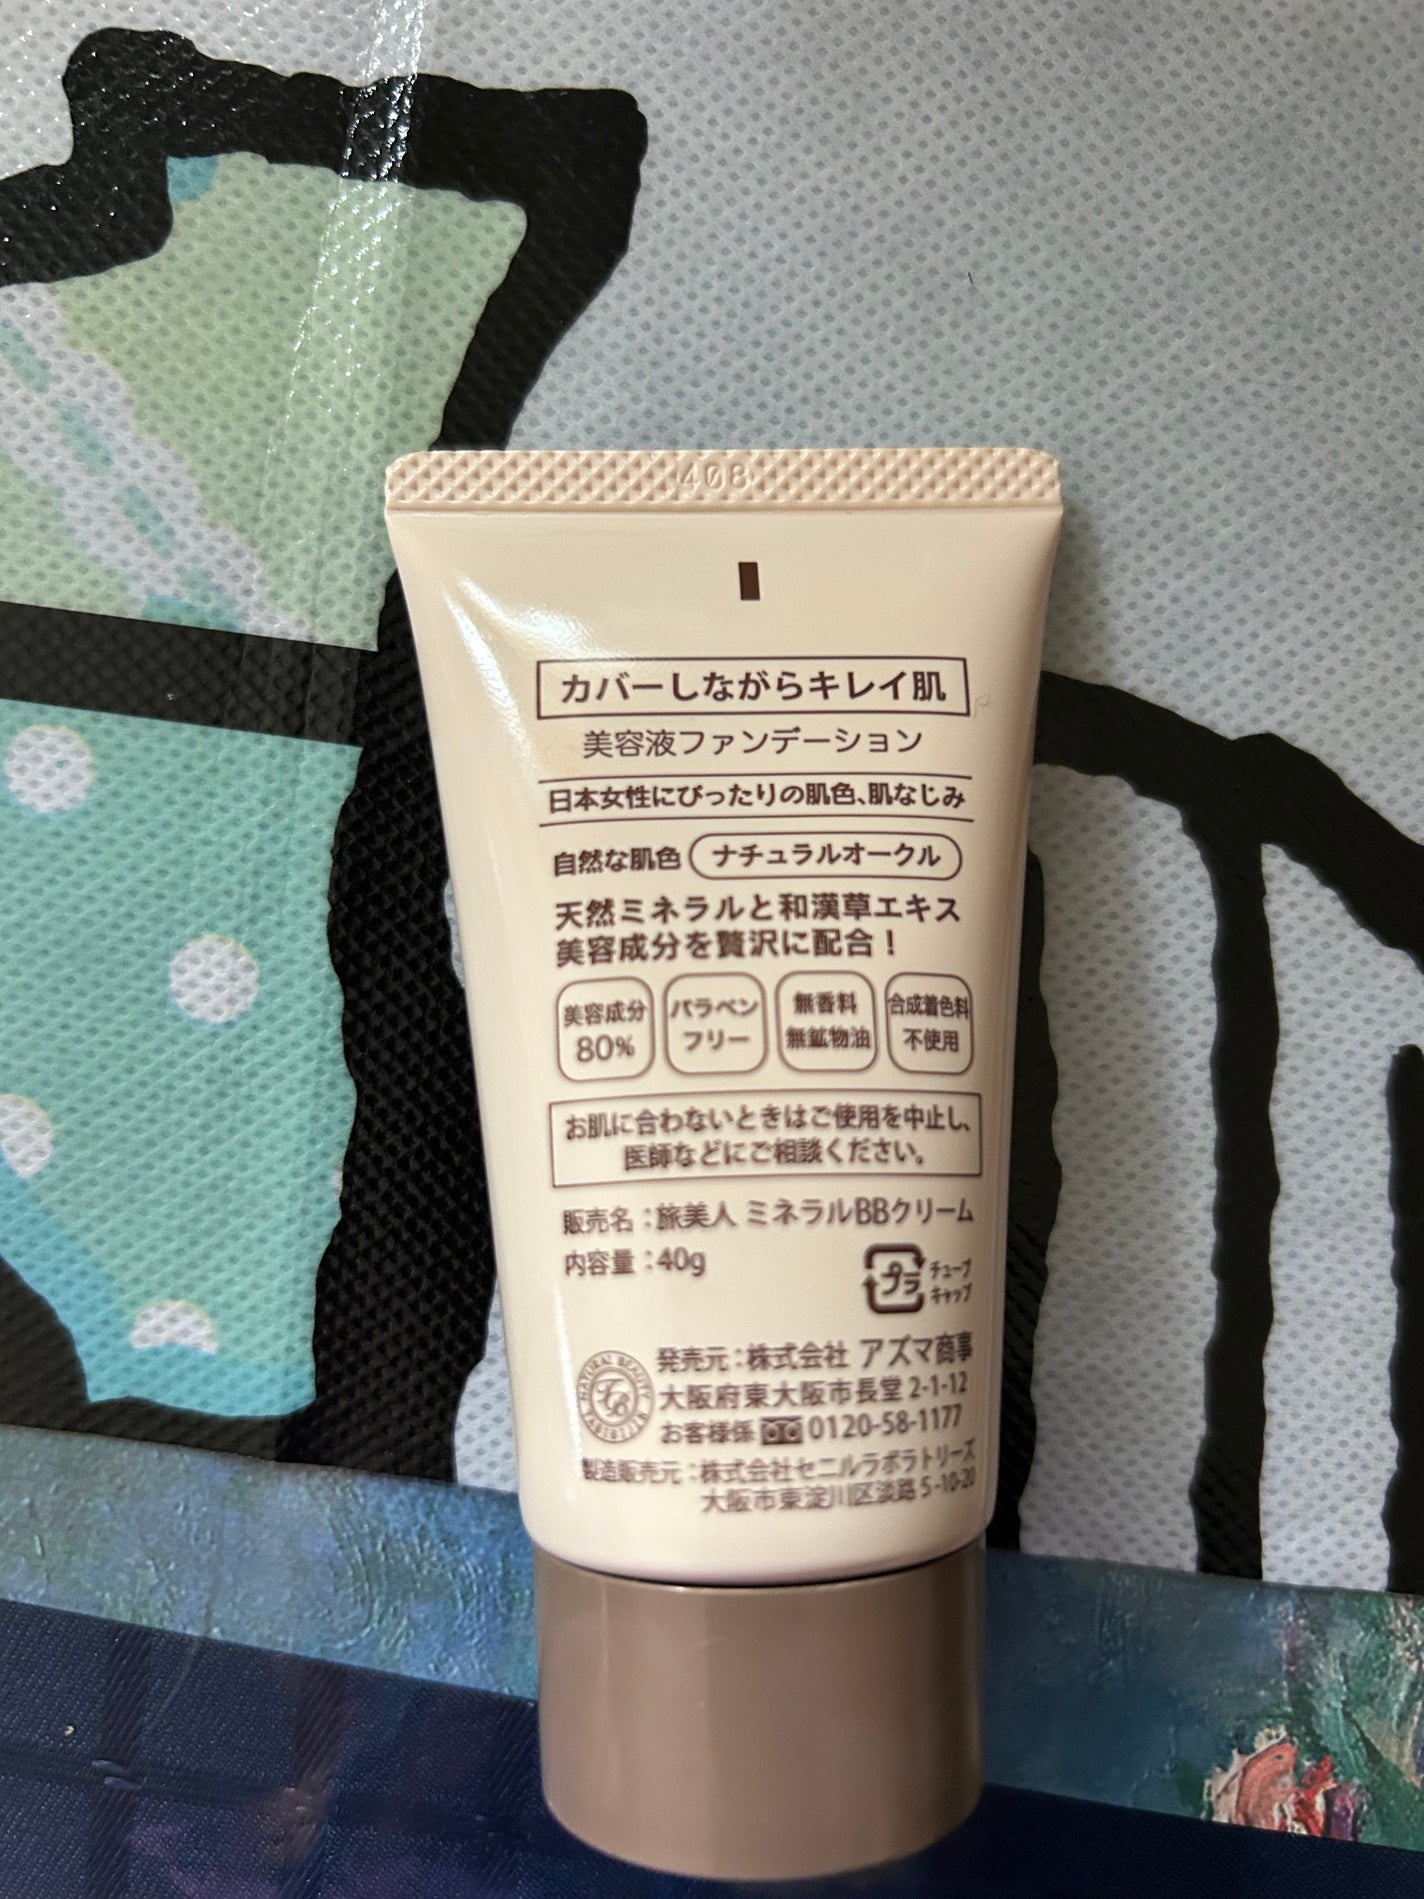 408
カバーしながらキレイ肌
美容液ファンデーション
日本女性にぴったりの肌色、肌なじみ
自然な肌色 ナチュラルオークル
天然ミネラルと和漢草エキス
美容成分を贅沢に配合！
美容成分
80%
パラベン
フリー
無香料
無鉱物油
合成着色料
不使用
お肌に合わないときはご使用を中止し、
医師などにご相談ください。
販売名：旅美人 ミネラルBBクリーム
内容量：40g
プラ
チューブ
キャップ
NATURAL BEAUTY
発売元：株式会社 アズマ商事
大阪府東大阪市長堂 2-1-12
お客様係 0120-58-1177
製造販売元：株式会社セニルラボラトリーズ
大阪市東淀川区淡路 5-10-20